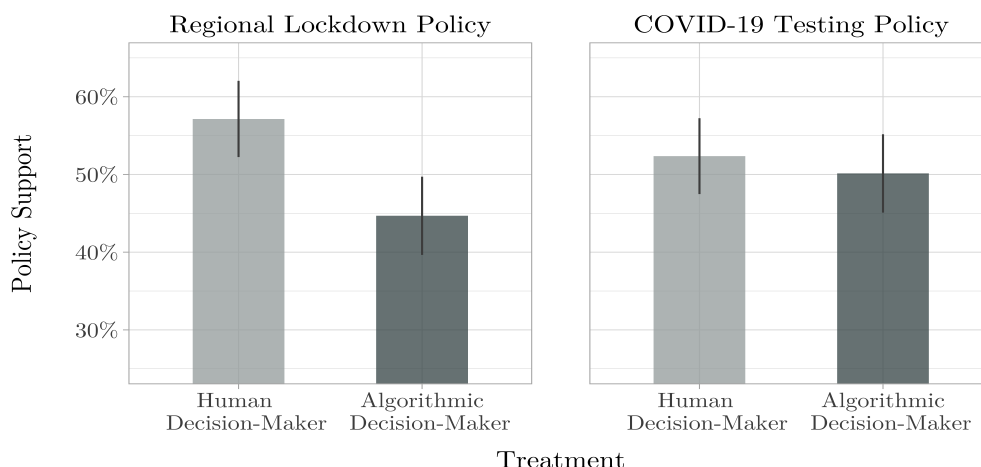 Regional Lockdown Policy
COVID-19 Testing Policy
Policy Support
60%
50%
40%
30%
Human
Decision-Maker
Algorithmic
Decision-Maker
Human
Decision-Maker
Algorithmic
Decision-Maker
Treatment